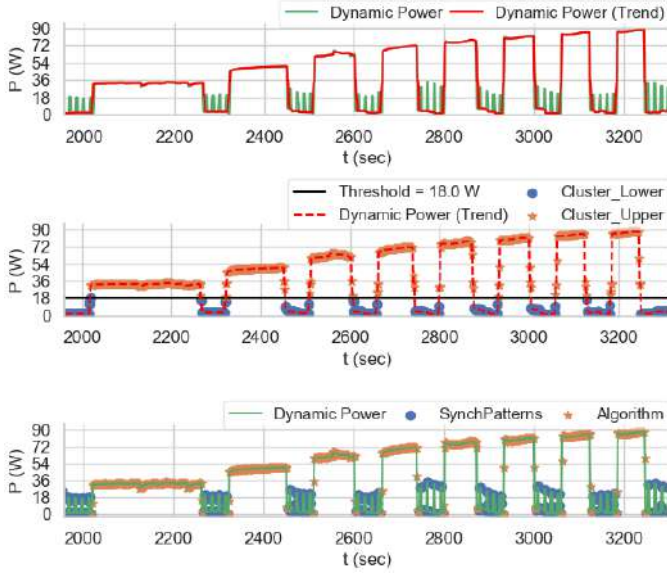 Dynamic Power Dynamic Power (Trend)
90
72
54
36
18
0
P (W)
2000 2200 2400 2600 2800 3000 3200
t (sec)
Threshold = 18.0 W Cluster_Lower
Dynamic Power (Trend) Cluster_Upper
90
72
54
36
18
0
P (W)
2000 2200 2400 2600 2800 3000 3200
t (sec)
Dynamic Power SynchPatterns Algorithm
90
72
54
36
18
0
P (W)
2000 2200 2400 2600 2800 3000 3200
t (sec)